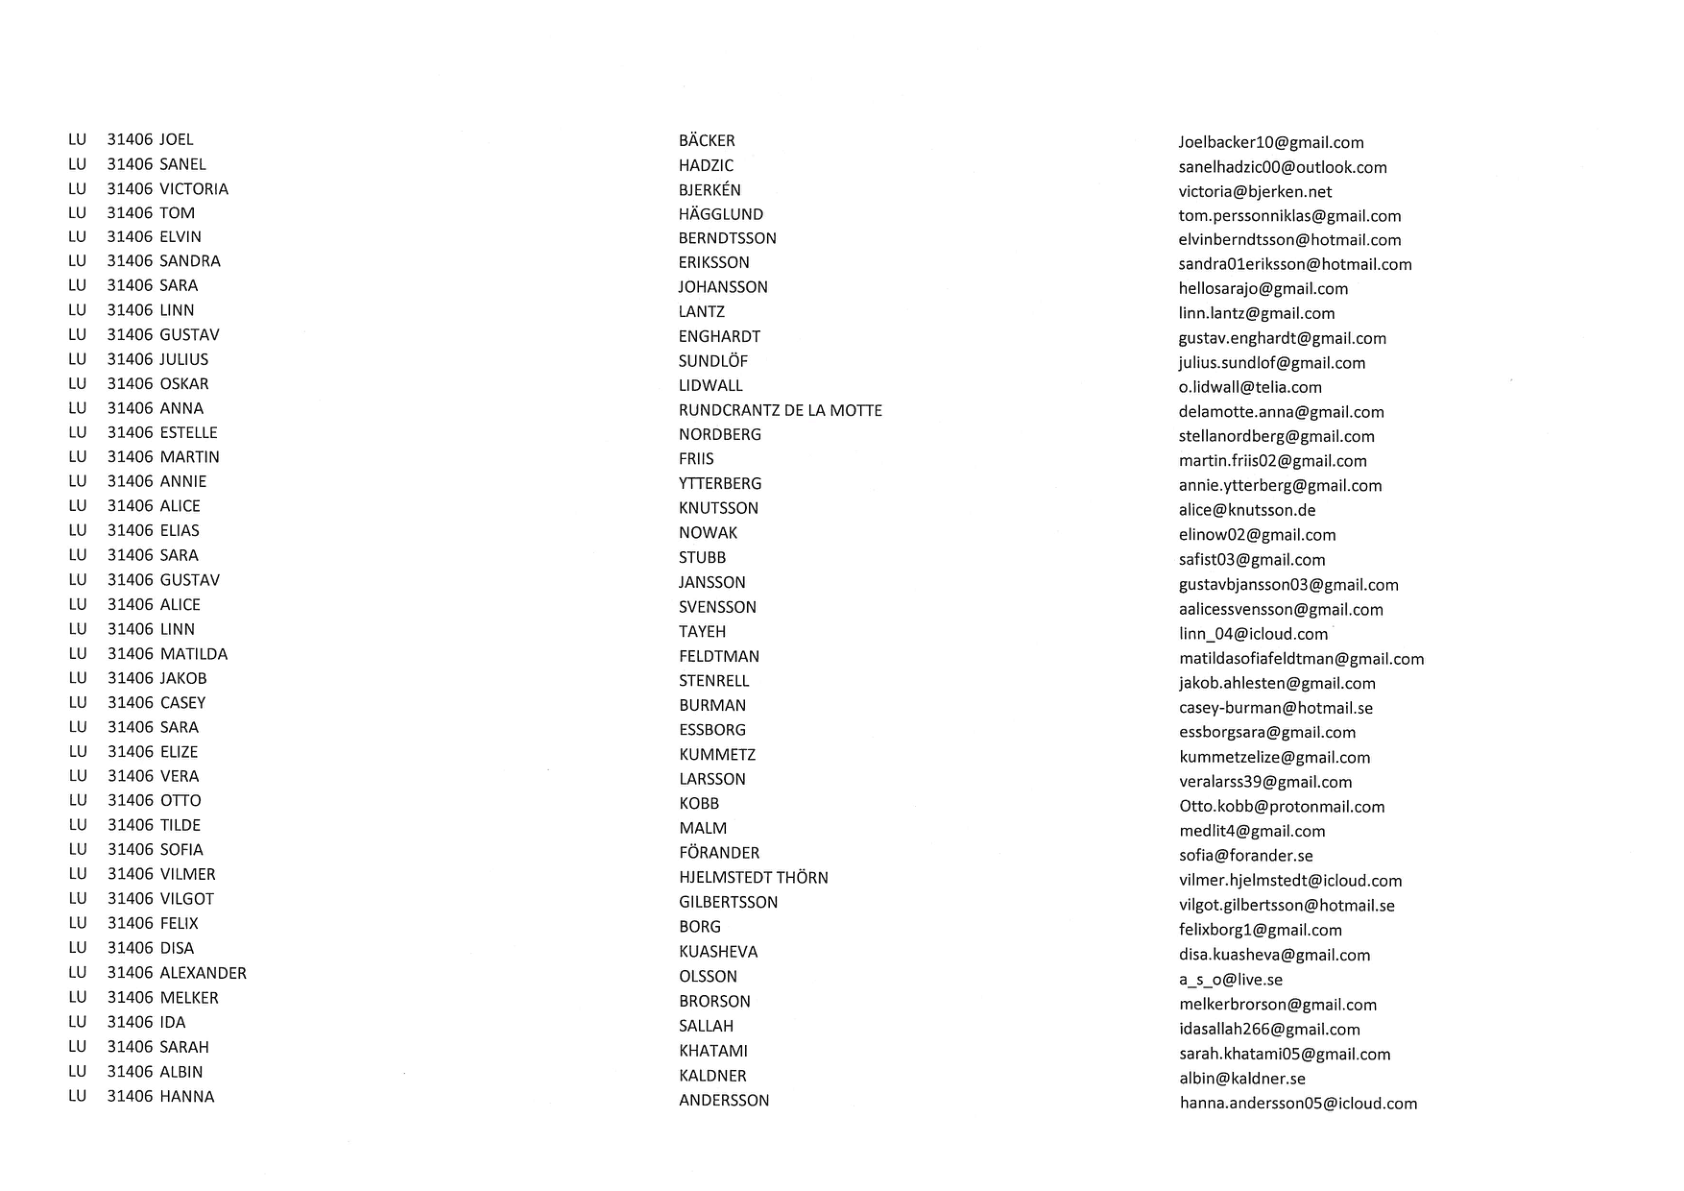 LU 31406 JOEL BÄCKER Joelbacker10@gmail.com
LU 31406 SANEL HADZIC sanelhadzic00@outlook.com
LU 31406 VICTORIA BJERKÉN victoria@bjerken.net
LU 31406 TOM HÄGGLUND tom.perssonniklas@gmail.com
LU 31406 ELVIN BERNDTSSON elvinberndtsson@hotmail.com
LU 31406 SANDRA ERIKSSON sandra01eriksson@hotmail.com
LU 31406 SARA JOHANSSON hellosarajo@gmail.com
LU 31406 LINN LANTZ linn.lantz@gmail.com
LU 31406 GUSTAV ENGHARDT gustav.enghardt@gmail.com
LU 31406 JULIUS SUNDLÖF julius.sundlof@gmail.com
LU 31406 OSKAR LIDWALL o.lidwall@telia.com
LU 31406 ANNA RUNDCRANTZ DE LA MOTTE delamotte.anna@gmail.com
LU 31406 ESTELLE NORDBERG stellanordberg@gmail.com
LU 31406 MARTIN FRIIS martin.friis02@gmail.com
LU 31406 ANNIE YTTERBERG annie.ytterberg@gmail.com
LU 31406 ALICE KNUTSSON alice@knutsson.de
LU 31406 ELIAS NOWAK elinow02@gmail.com
LU 31406 SARA STUBB safist03@gmail.com
LU 31406 GUSTAV JANSSON gustavbjansson03@gmail.com
LU 31406 ALICE SVENSSON aalicessvensson@gmail.com
LU 31406 LINN TAYEH linn_04@icloud.com
LU 31406 MATILDA FELDTMAN matildasofiafeldtman@gmail.com
LU 31406 JAKOB STENRELL jakob.ahlesten@gmail.com
LU 31406 CASEY BURMAN casey-burman@hotmail.se
LU 31406 SARA ESSBORG essborgsara@gmail.com
LU 31406 ELIZE KUMMETZ kummetzelize@gmail.com
LU 31406 VERA LARSSON veralarss39@gmail.com
LU 31406 OTTO KOBB Otto.kobb@protonmail.com
LU 31406 TILDE MALM medlit4@gmail.com
LU 31406 SOFIA FÖRANDER sofia@forander.se
LU 31406 VILMER HJELMSTEDT THÖRN vilmer.hjelmstedt@icloud.com
LU 31406 VILGOT GILBERTSSON vilgot.gilbertsson@hotmail.se
LU 31406 FELIX BORG felixborg1@gmail.com
LU 31406 DISA KUASHEVA disa.kuasheva@gmail.com
LU 31406 ALEXANDER OLSSON a_s_o@live.se
LU 31406 MELKER BRORSON melkerbrorson@gmail.com
LU 31406 IDA SALLAH idasallah266@gmail.com
LU 31406 SARAH KHATAMI sarah.khatami05@gmail.com
LU 31406 ALBIN KALDNER albin@kaldner.se
LU 31406 HANNA ANDERSSON hanna.andersson05@icloud.com